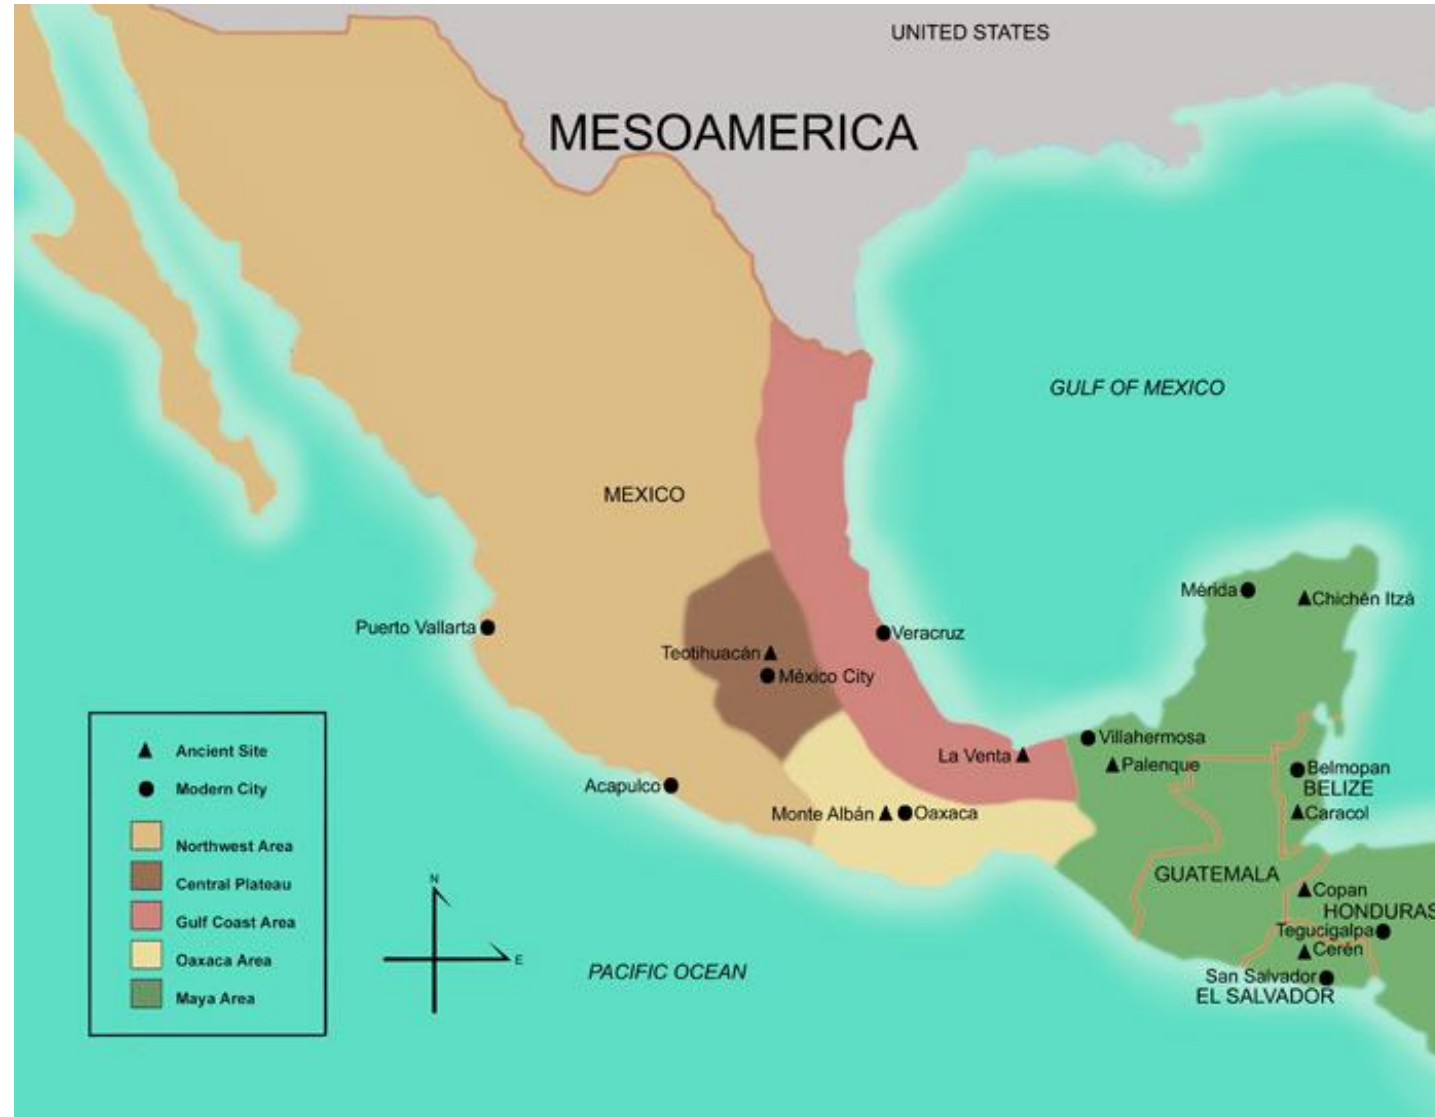 UNITED STATES
MESOAMERICA
GULF OF MEXICO
MEXICO
Mérida
Chichén Itzá
Puerto Vallarta
Veracruz
Teotihuacán
México City
Villahermosa
La Venta
Palenque
Belmopan
BELIZE
Acapulco
Monte Albán
Oaxaca
Caracol
GUATEMALA
Copan
HONDURAS
Tegucigalpa
Cerén
San Salvador
EL SALVADOR
PACIFIC OCEAN
N
E
Ancient Site
Modern City
Northwest Area
Central Plateau
Gulf Coast Area
Oaxaca Area
Maya Area